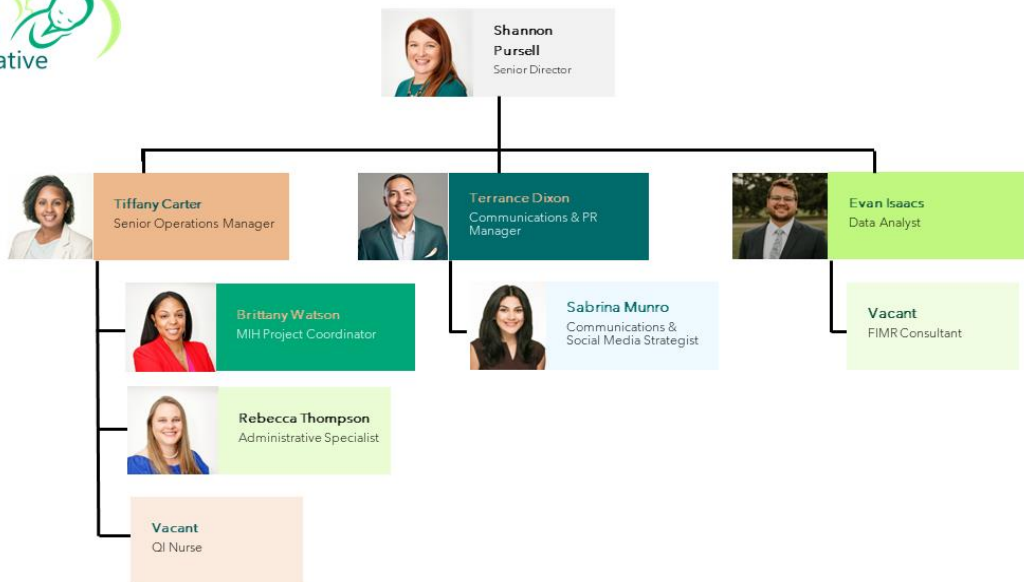 ative
Shannon
Pursell
Senior Director
Tiffany Carter
Senior Operations Manager
Terrance Dixon
Communications & PR
Manager
Evan Isaacs
Data Analyst
Brittany Watson
MIH Project Coordinator
Sabrina Munro
Communications &
Social Media Strategist
Vacant
FIMR Consultant
Rebecca Thompson
Administrative Specialist
Vacant
QI Nurse